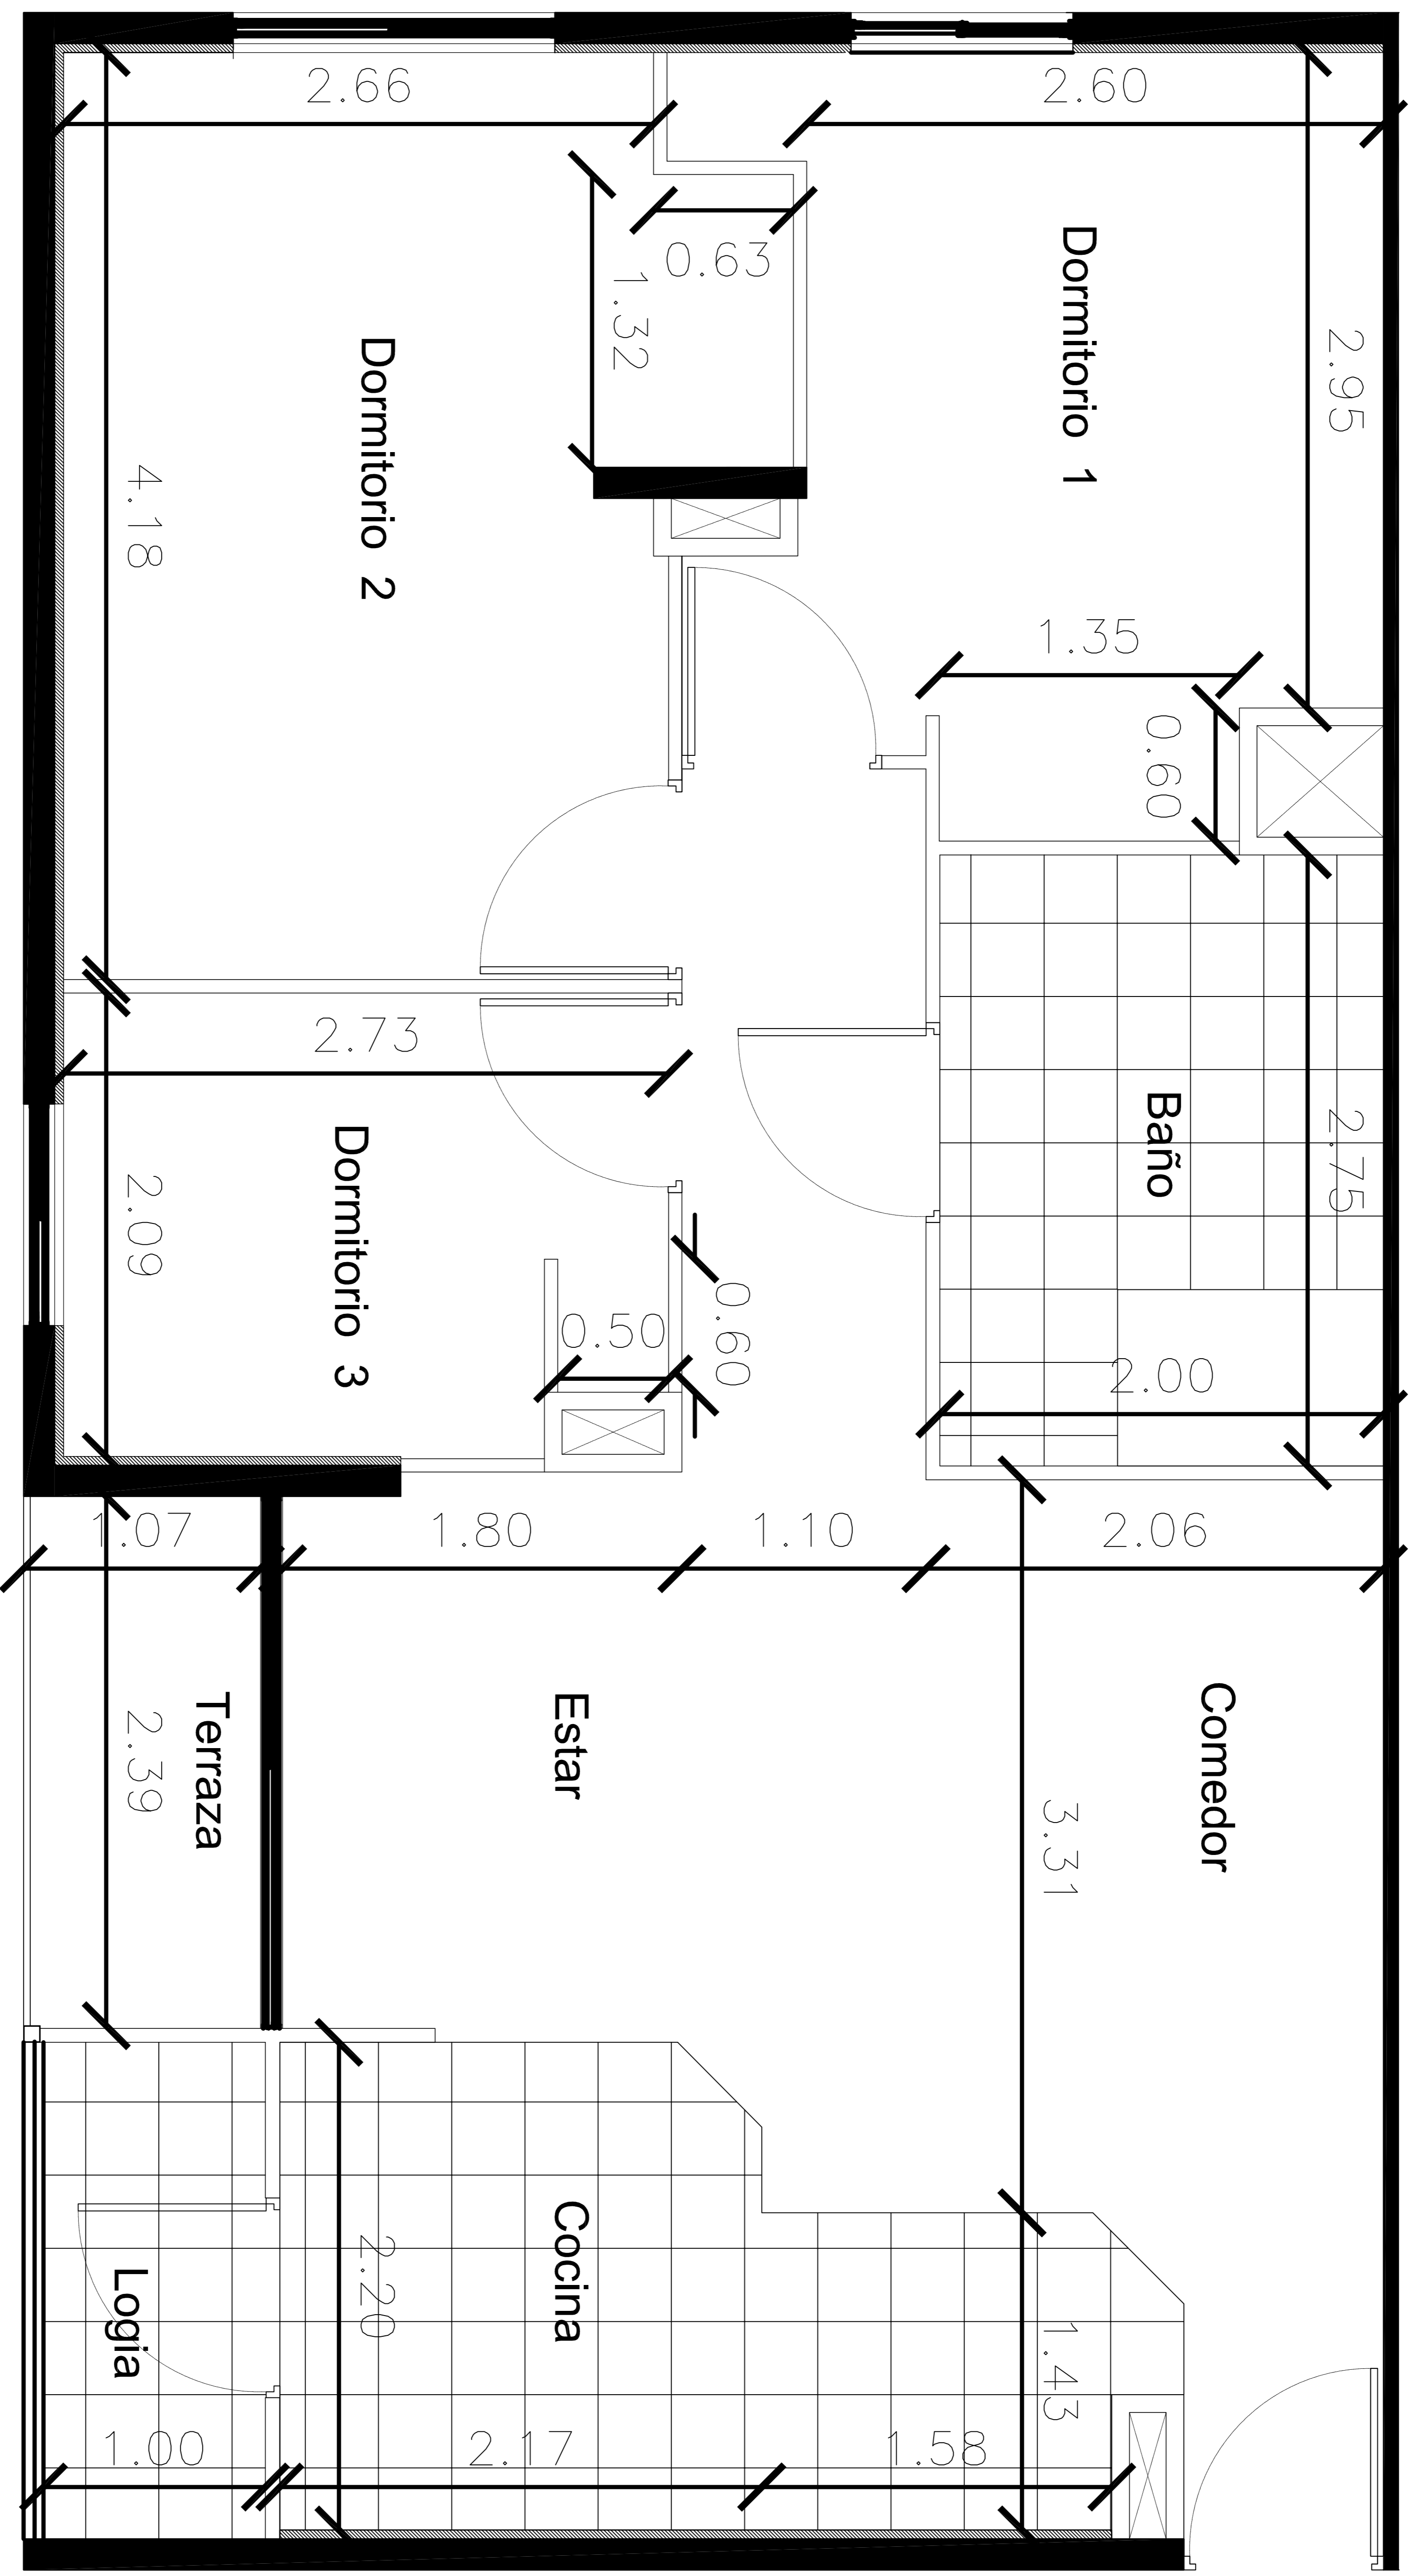 2.66
2.60
0.63
1.32
Dormitorio 1
2.95
Dormitorio 2
4.18
1.35
0.60
2.73
Baño
2.75
Dormitorio 3
2.09
0.50
0.60
2.00
1.07
1.80
1.10
2.06
Terraza
2.39
Estar
Comedor
3.31
Cocina
2.20
Logia
1.43
1.00
2.17
1.58